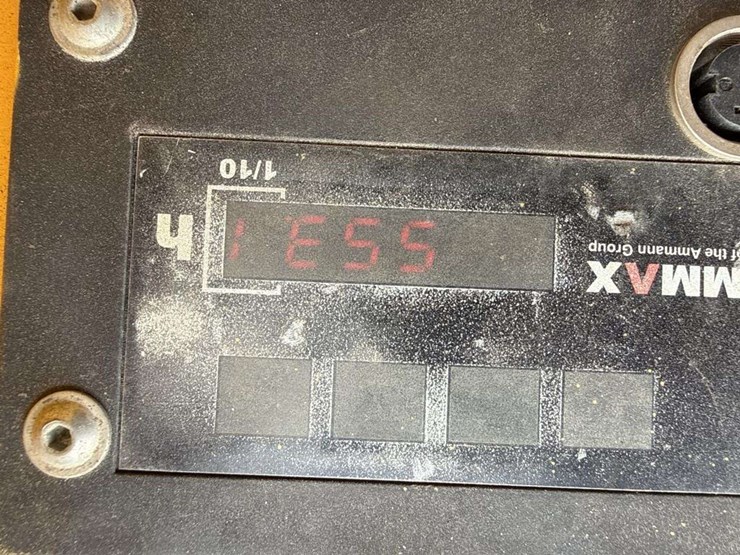 MMAX
of the Ammann Group
5531
h
1/10